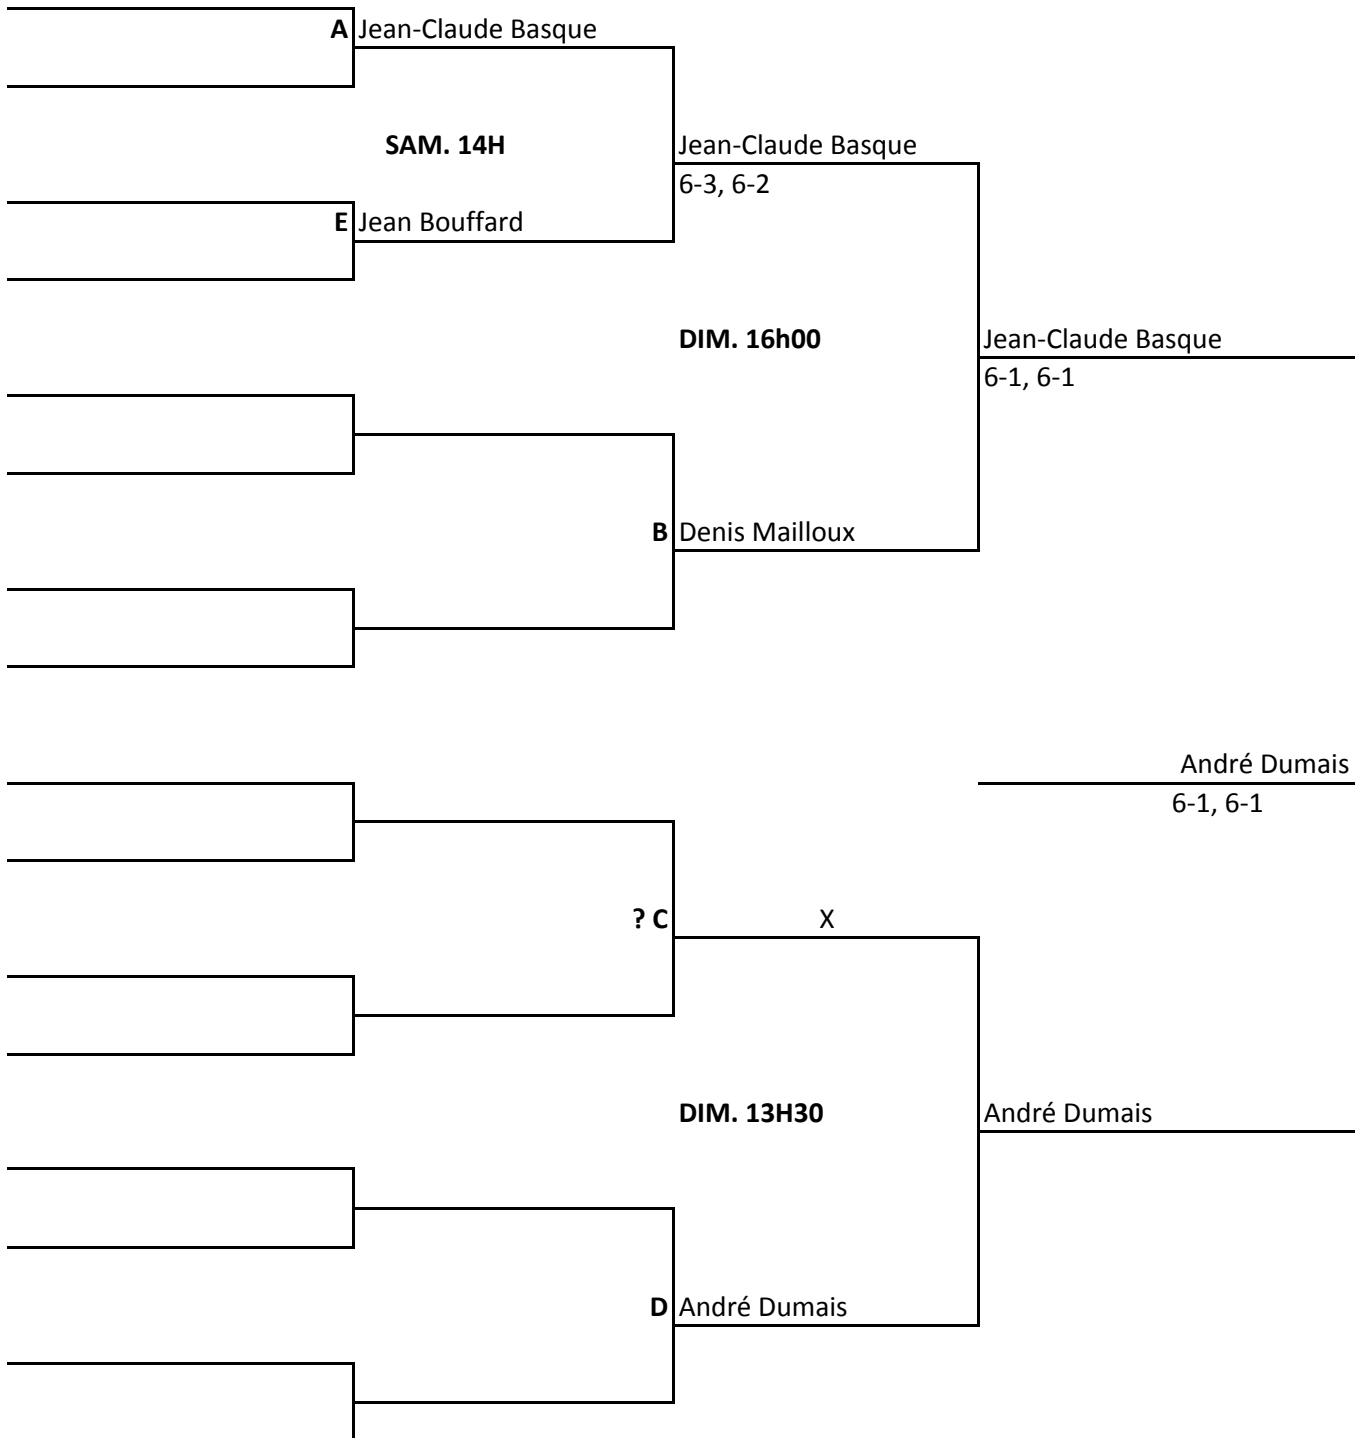 A Jean-Claude Basque
SAM. 14H
Jean-Claude Basque
6-3, 6-2
E Jean Bouffard
DIM. 16h00
Jean-Claude Basque
6-1, 6-1
B Denis Mailloux
André Dumais
6-1, 6-1
? C X
DIM. 13H30
André Dumais
D André Dumais